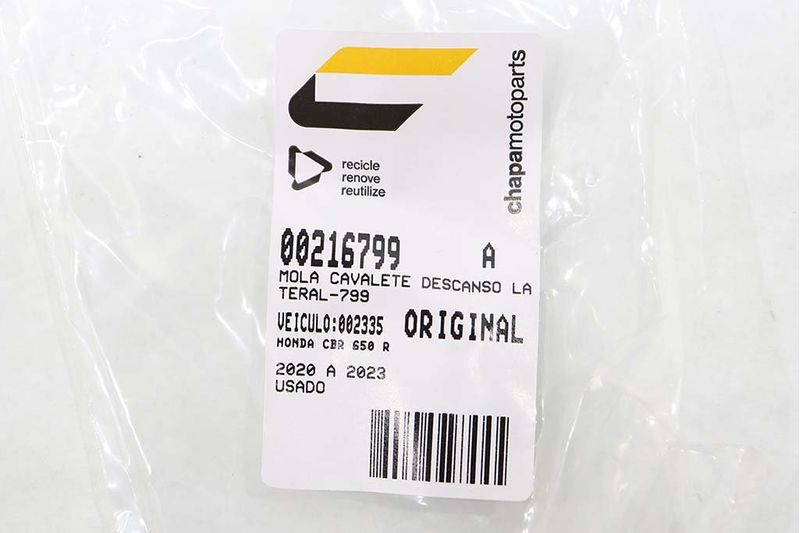 chapamotoparts
recicle
renove
reutilize
00216799 A
MOLA CAVALETE DESCANSO LA
TERAL-799
VEICULO:002335 ORIGINAL
HONDA CBR 650 R
2020 A 2023
USADO